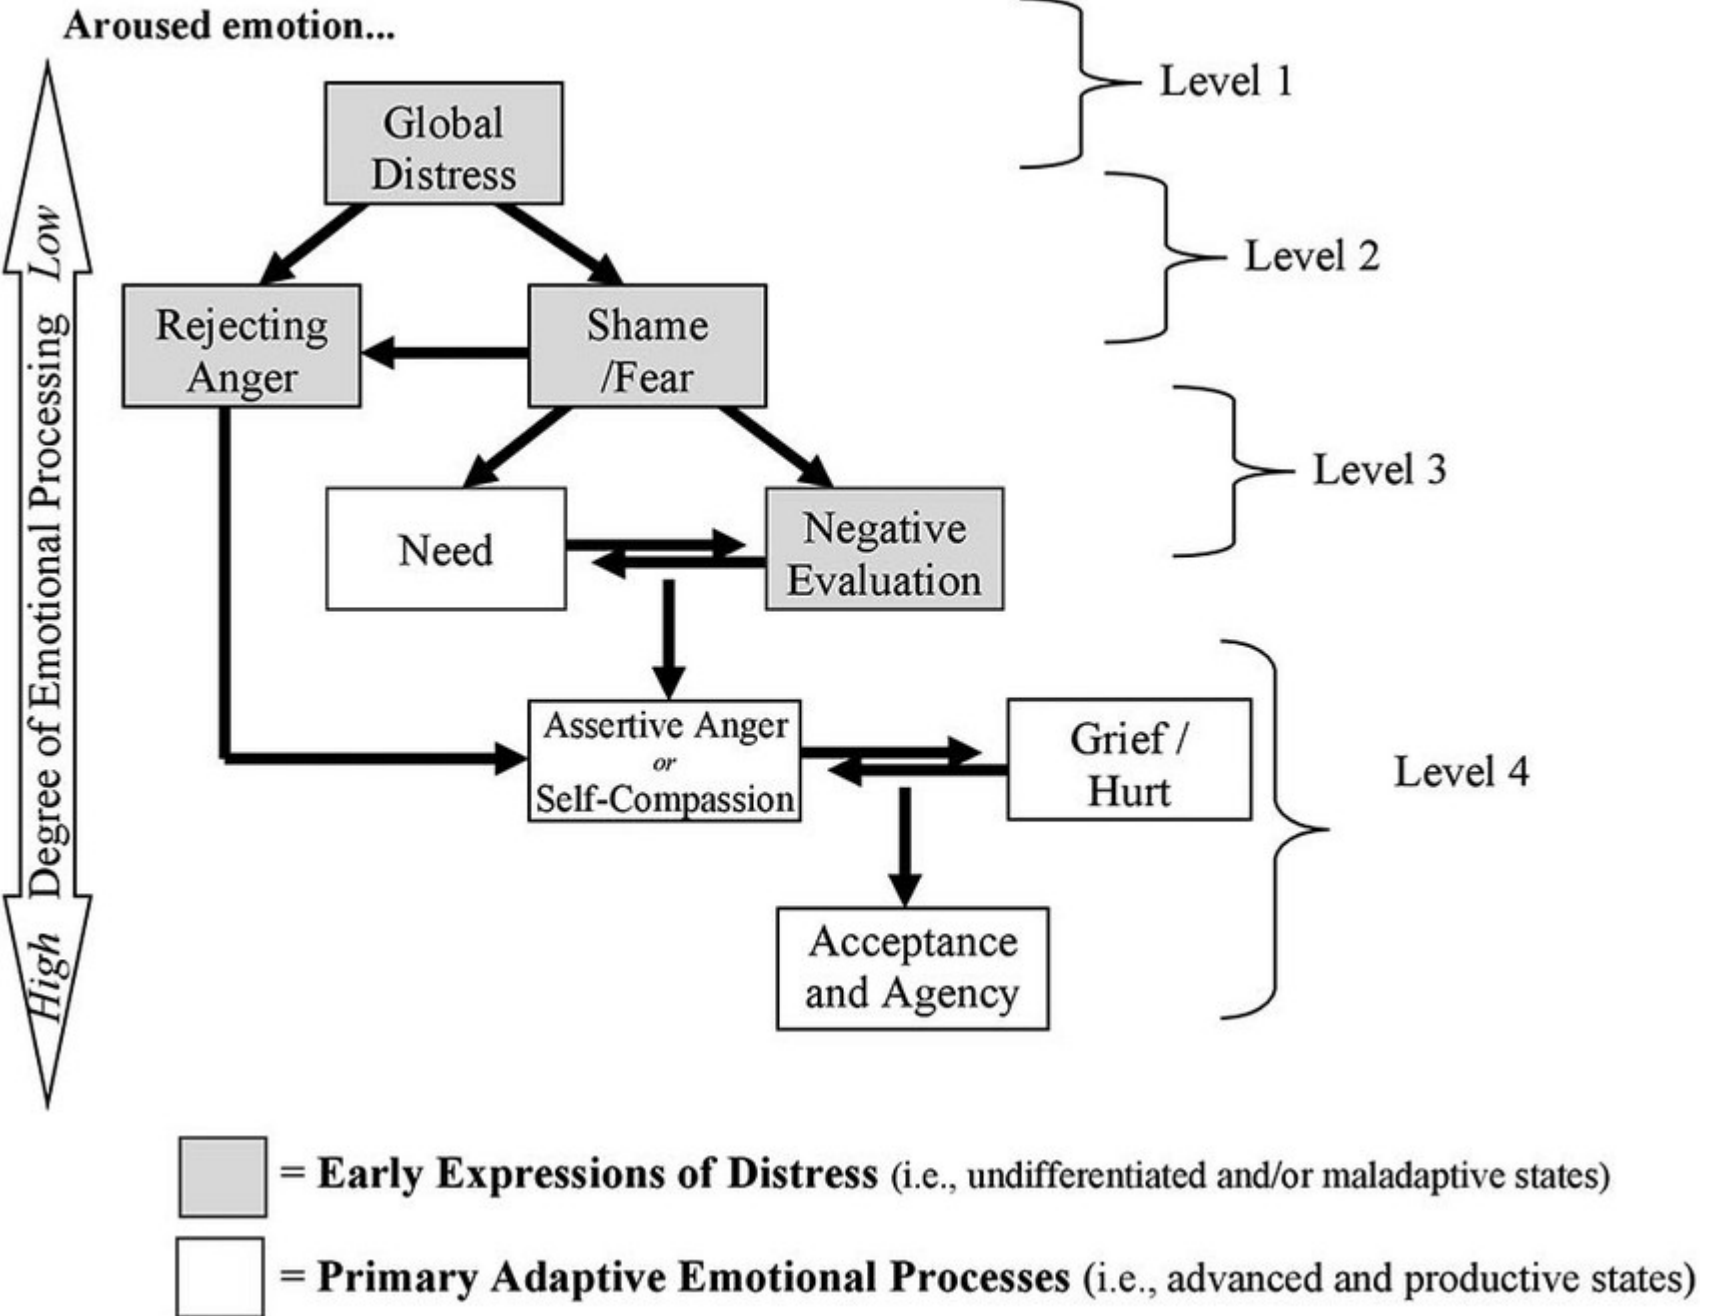 Aroused emotion...
Level 1
Global
Distress
Level 2
Rejecting
Anger
Shame
/Fear
Level 3
Need
Negative
Evaluation
Assertive Anger
or
Self-Compassion
Grief /
Hurt
Level 4
Acceptance
and Agency
High Degree of Emotional Processing Low
= Early Expressions of Distress (i.e., undifferentiated and/or maladaptive states)
= Primary Adaptive Emotional Processes (i.e., advanced and productive states)